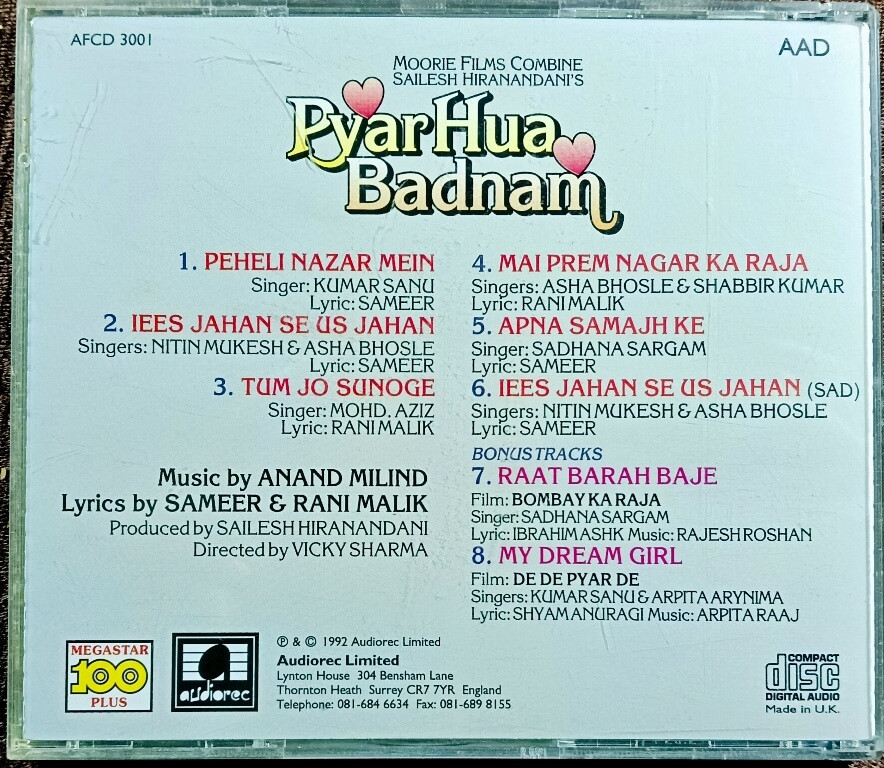 AFCD 3001
AAD
MOORIE FILMS COMBINE
SAILESH HIRANANDANI'S
Pyar Hua
Badnam
1. PEHELI NAZAR MEIN
Singer: KUMAR SANU
Lyric: SAMEER
2. IEES JAHAN SE US JAHAN
Singers: NITIN MUKESH & ASHA BHOSLE
Lyric: SAMEER
3. TUM JO SUNOGE
Singer: MOHD. AZIZ
Lyric: RANI MALIK
Music by ANAND MILIND
Lyrics by SAMEER & RANI MALIK
Produced by SAILESH HIRANANDANI
Directed by VICKY SHARMA
4. MAI PREM NAGAR KA RAJA
Singers: ASHA BHOSLE & SHABBIR KUMAR
Lyric: RANI MALIK
5. APNA SAMAJH KE
Singer: SADHANA SARGAM
Lyric: SAMEER
6. IEES JAHAN SE US JAHAN (SAD)
Singers: NITIN MUKESH & ASHA BHOSLE
Lyric: SAMEER
BONUS TRACKS
7. RAAT BARAH BAJE
Film: BOMBAY KA RAJA
Singer: SADHANA SARGAM
Lyric: IBRAHIM ASHK Music: RAJESH ROSHAN
8. MY DREAM GIRL
Film: DE DE PYAR DE
Singers: KUMAR SANU & ARPITA ARYNIMA
Lyric: SHYAM ANURAGI Music: ARPITA RAAJ
MEGASTAR
100
PLUS
audiorec
℗ & © 1992 Audiorec Limited
Audiorec Limited
Lynton House 304 Bensham Lane
Thornton Heath Surrey CR7 7YR England
Telephone: 081-684 6634 Fax: 081-689 8155
COMPACT
disc
DIGITAL AUDIO
Made in U.K.